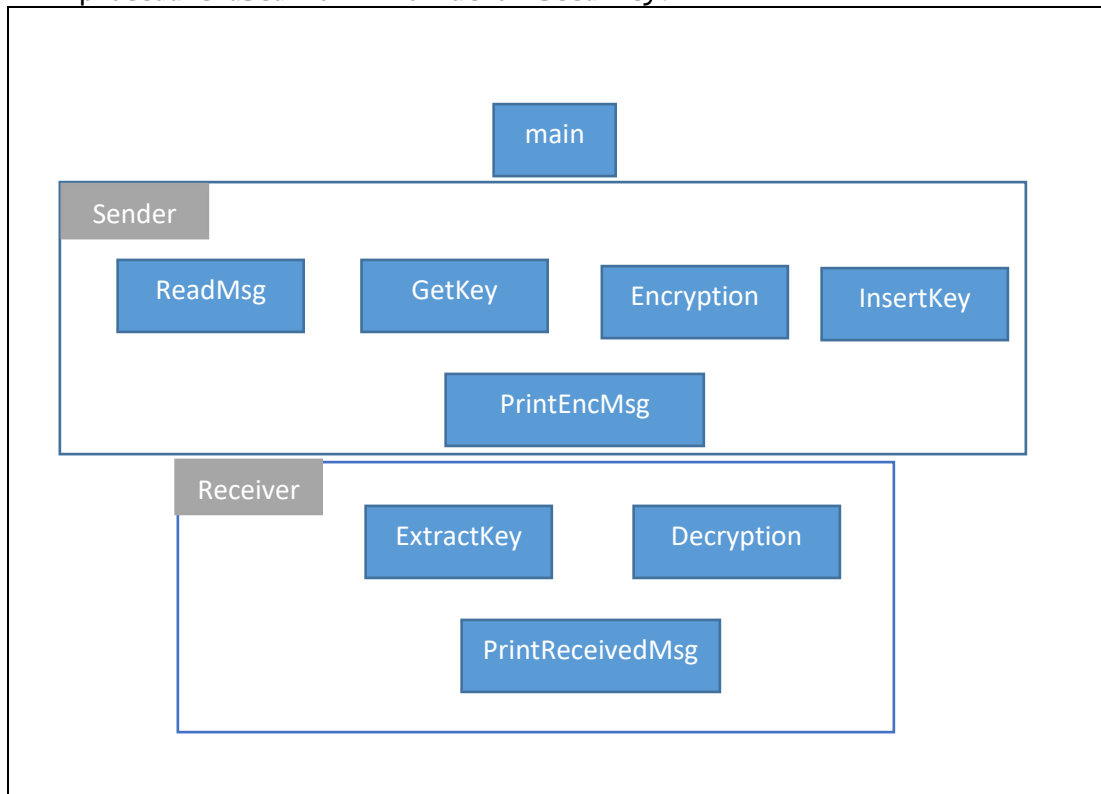 main
Sender
ReadMsg GetKey Encryption InsertKey
PrintEncMsg
Receiver
ExtractKey Decryption
PrintReceivedMsg